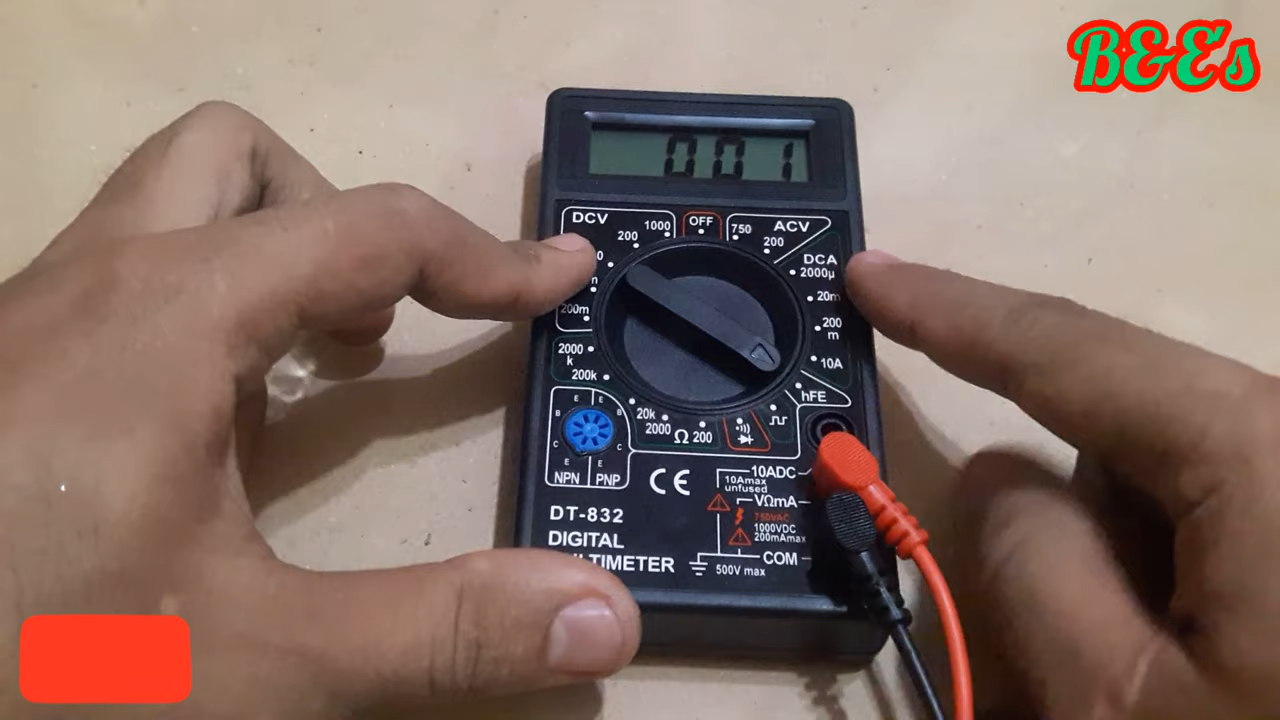 B&E's
001
DCV
1000
OFF
750
ACV
200
200
DCA
2000µ
20m
200m
200
m
2000
k
10A
200k
hFE
20k
2000
Ω
200
E
E
B
B
C
C
E
E
NPN
PNP
CE
10ADC
10Amax
unfused
VΩmA
750VAC
1000VDC
200mAmax
DT-832
DIGITAL
COM
500V max